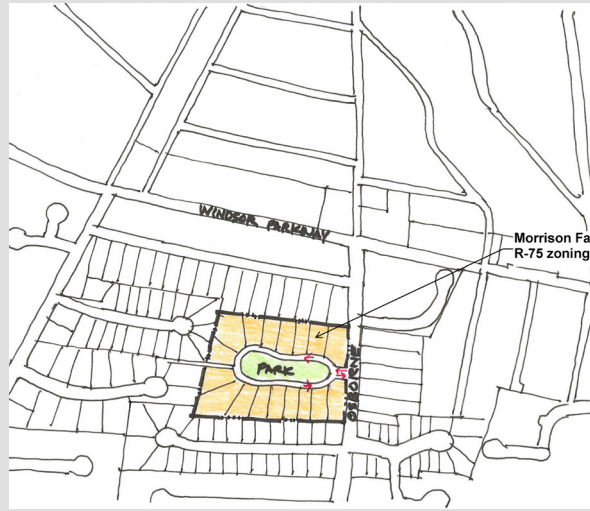 WINDSOR PARKWAY
Morrison Fa
R-75 zoning
PARK
OSBORNE